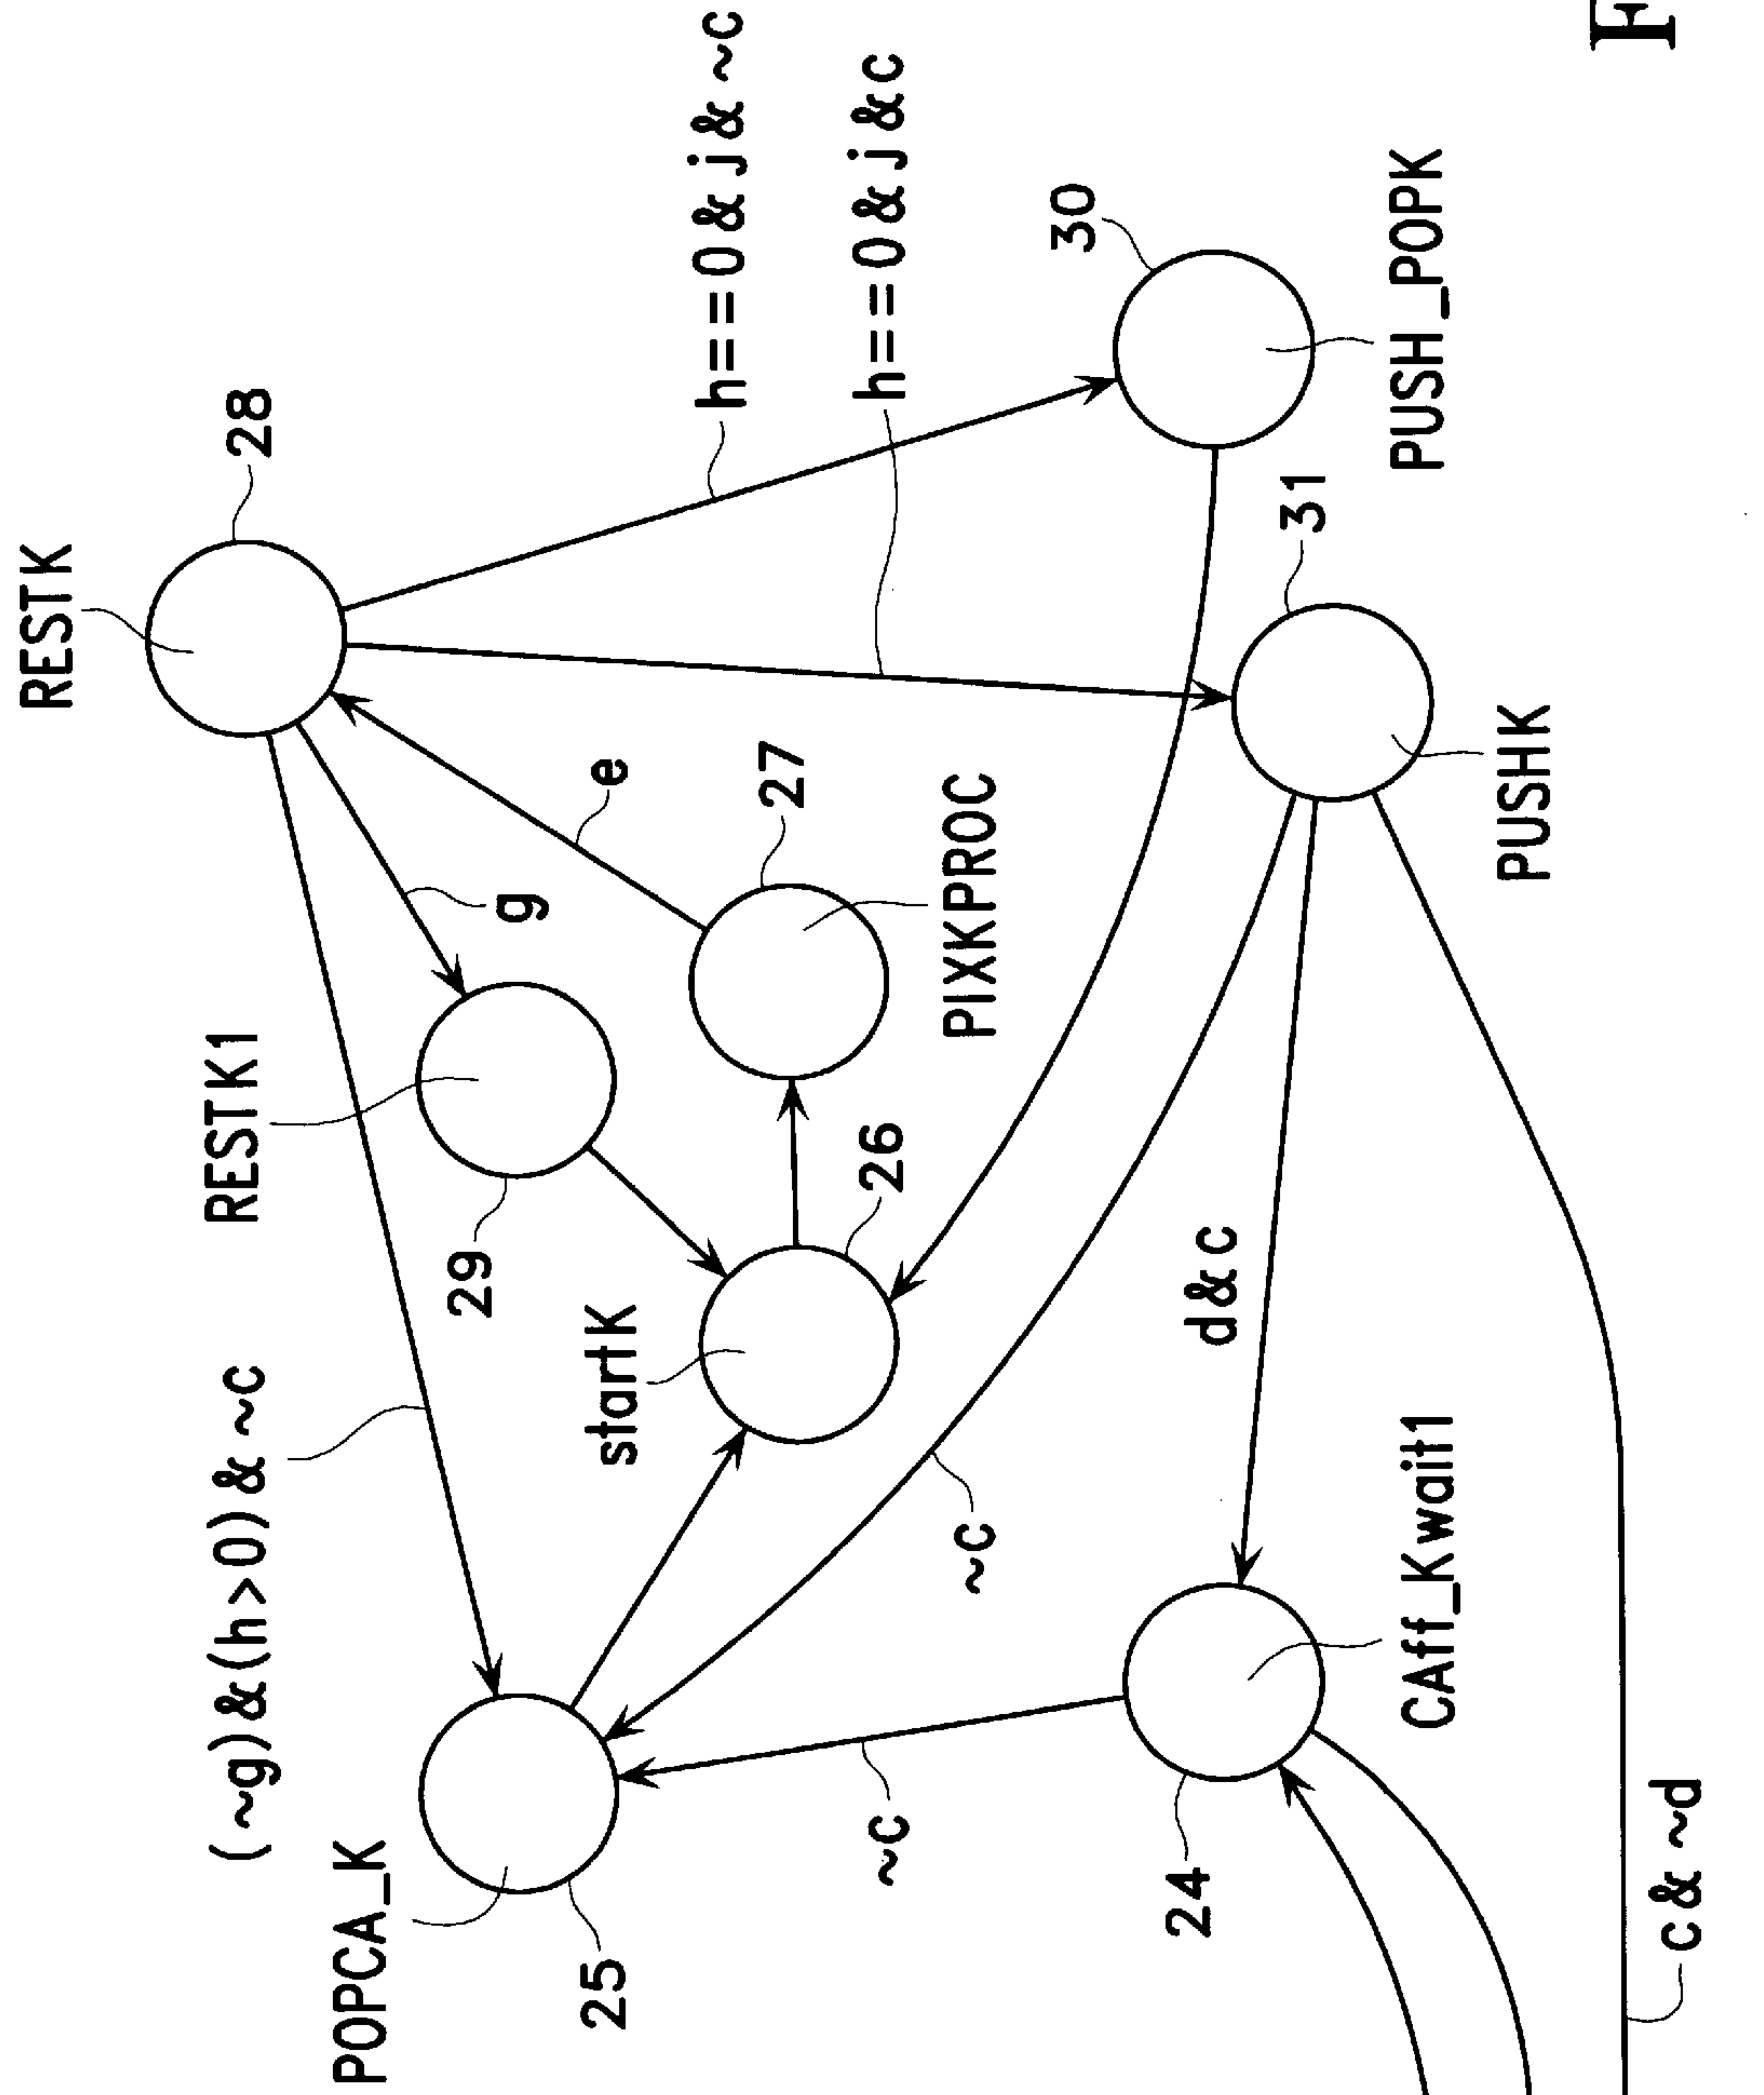 RESTK
(~g)&(h>0)&~c
RESTK1
28
POPCA_K
29
g
25
startK
e
h==0&j&~c
27
~c
26
h==0&j&c
~c
PIXKPROC
30
24
d&c
31
CAff_Kwait1
PUSH_POPK
PUSHK
c&~d
F